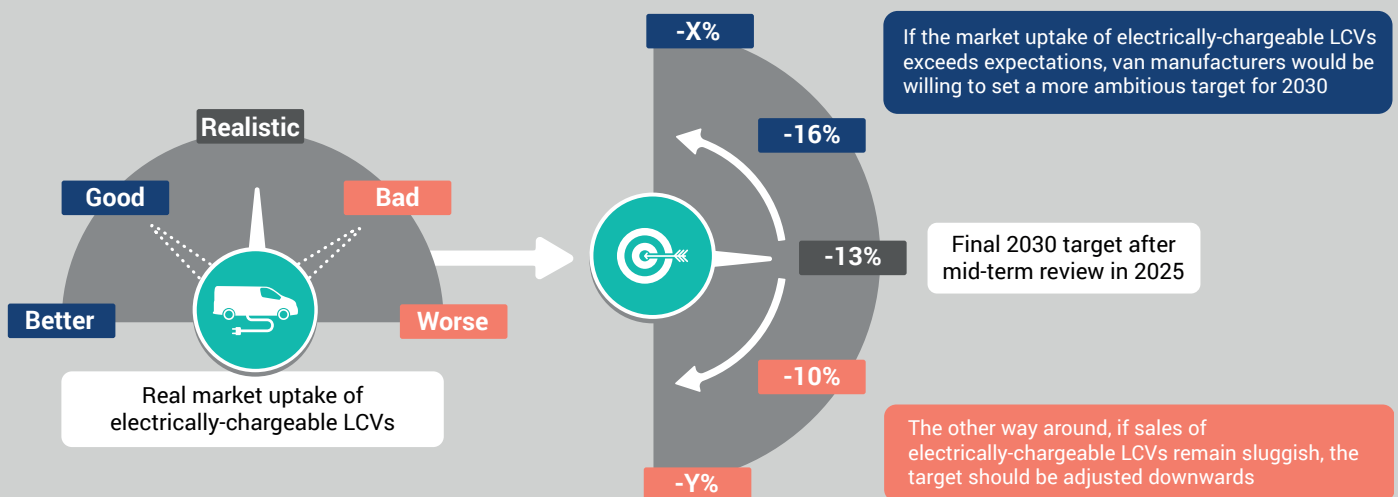 Realistic
Good
Bad
Better
Worse
Real market uptake of
electrically-chargeable LCVs
-X%
-16%
-13%
-10%
-Y%
If the market uptake of electrically-chargeable LCVs
exceeds expectations, van manufacturers would be
willing to set a more ambitious target for 2030
Final 2030 target after
mid-term review in 2025
The other way around, if sales of
electrically-chargeable LCVs remain sluggish, the
target should be adjusted downwards